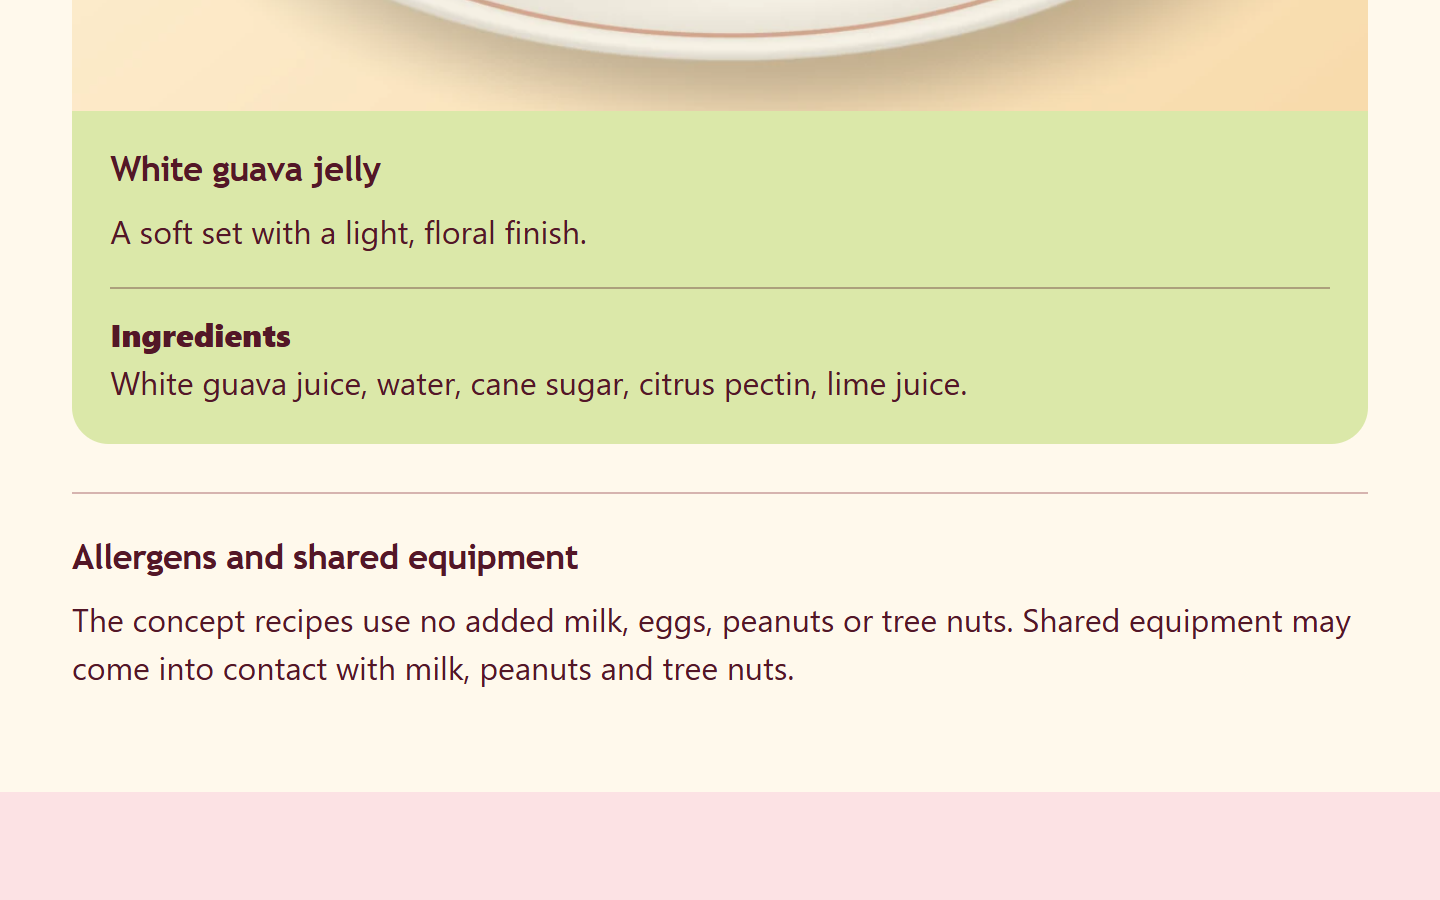 White guava jelly
A soft set with a light, floral finish.
Ingredients
White guava juice, water, cane sugar, citrus pectin, lime juice.
Allergens and shared equipment
The concept recipes use no added milk, eggs, peanuts or tree nuts. Shared equipment may
come into contact with milk, peanuts and tree nuts.